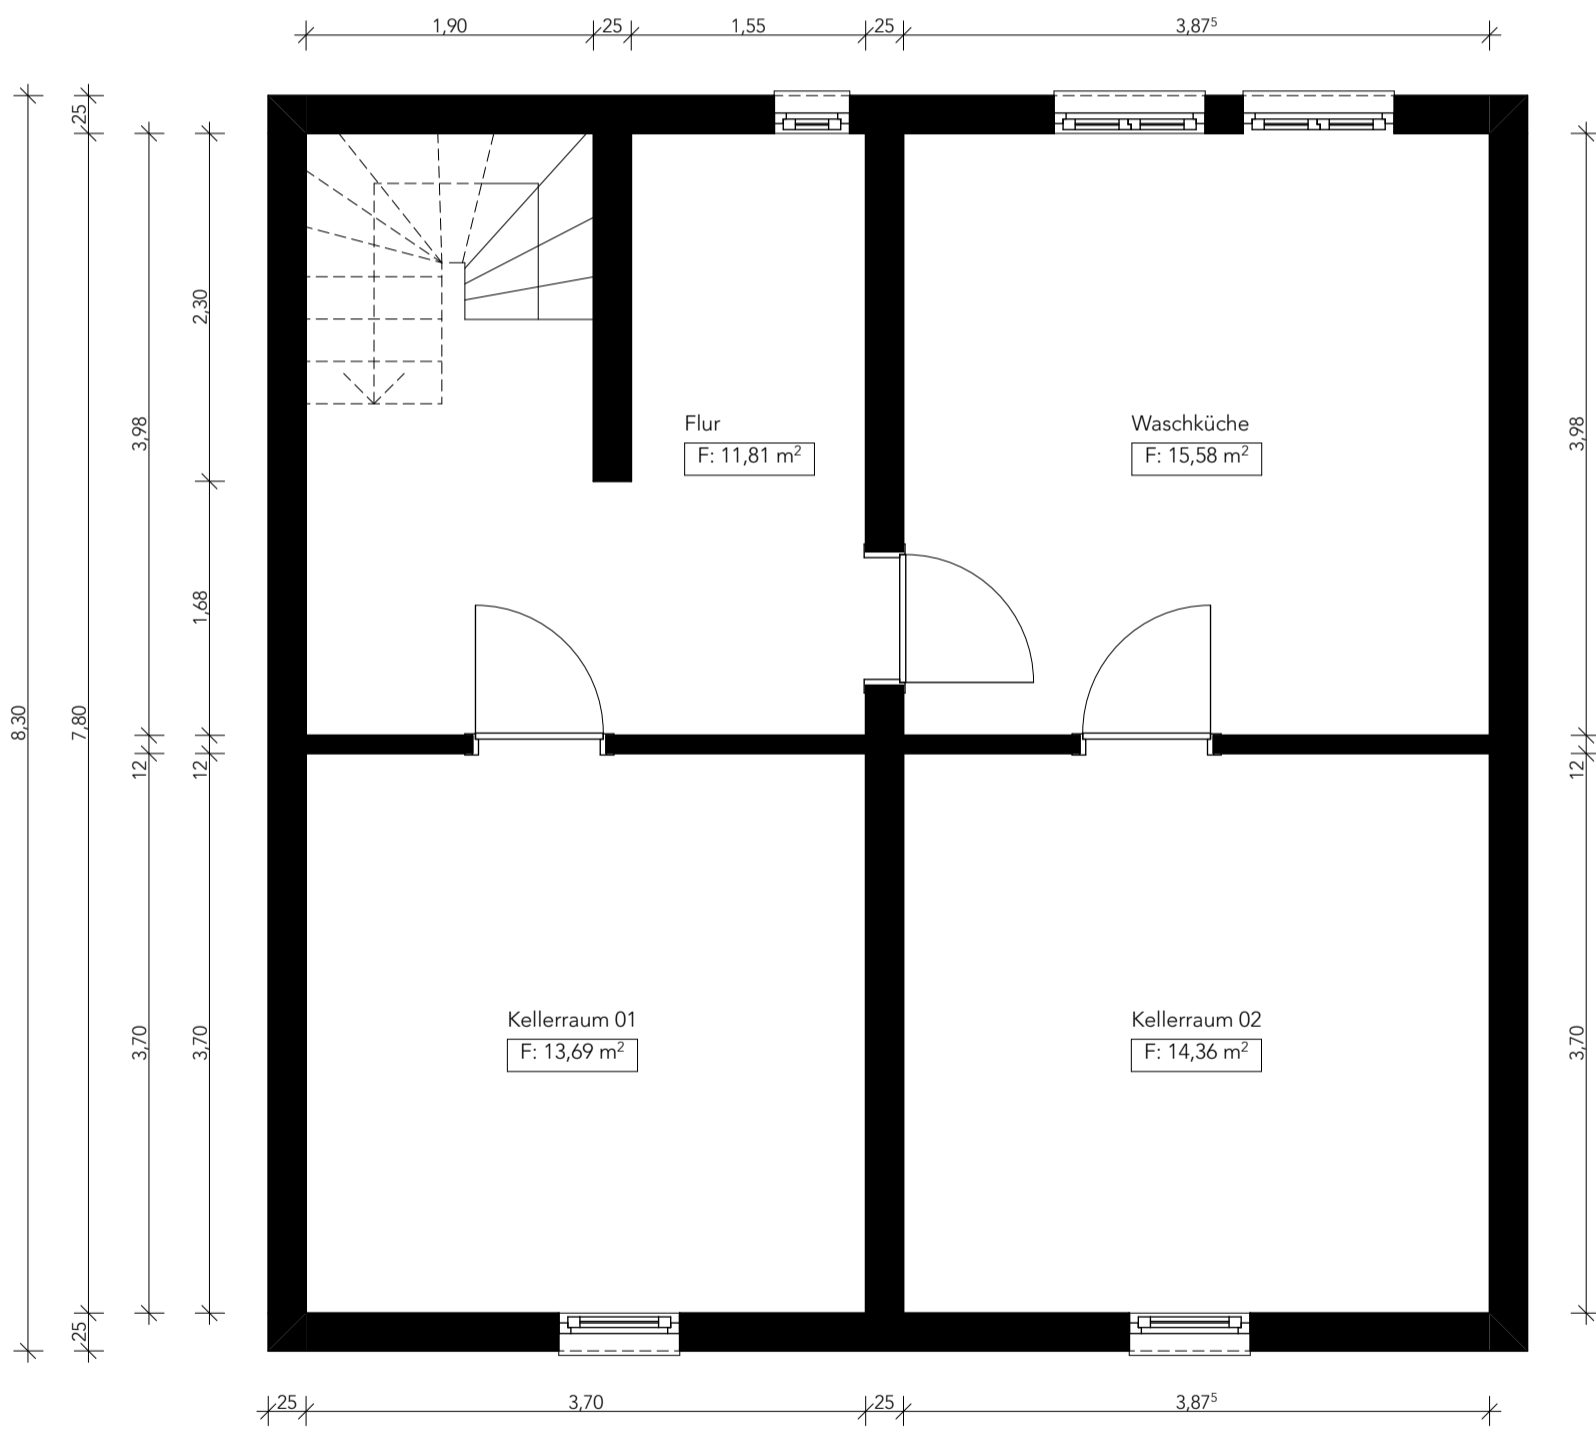 1,90
25
1,55
25
3,87⁵
25
2,30
3,98
3,98
Flur
F: 11,81 m²
Waschküche
F: 15,58 m²
1,68
8,30
7,80
12
12
12
Kellerraum 01
F: 13,69 m²
Kellerraum 02
F: 14,36 m²
3,70
3,70
3,70
25
25
3,70
25
3,87⁵